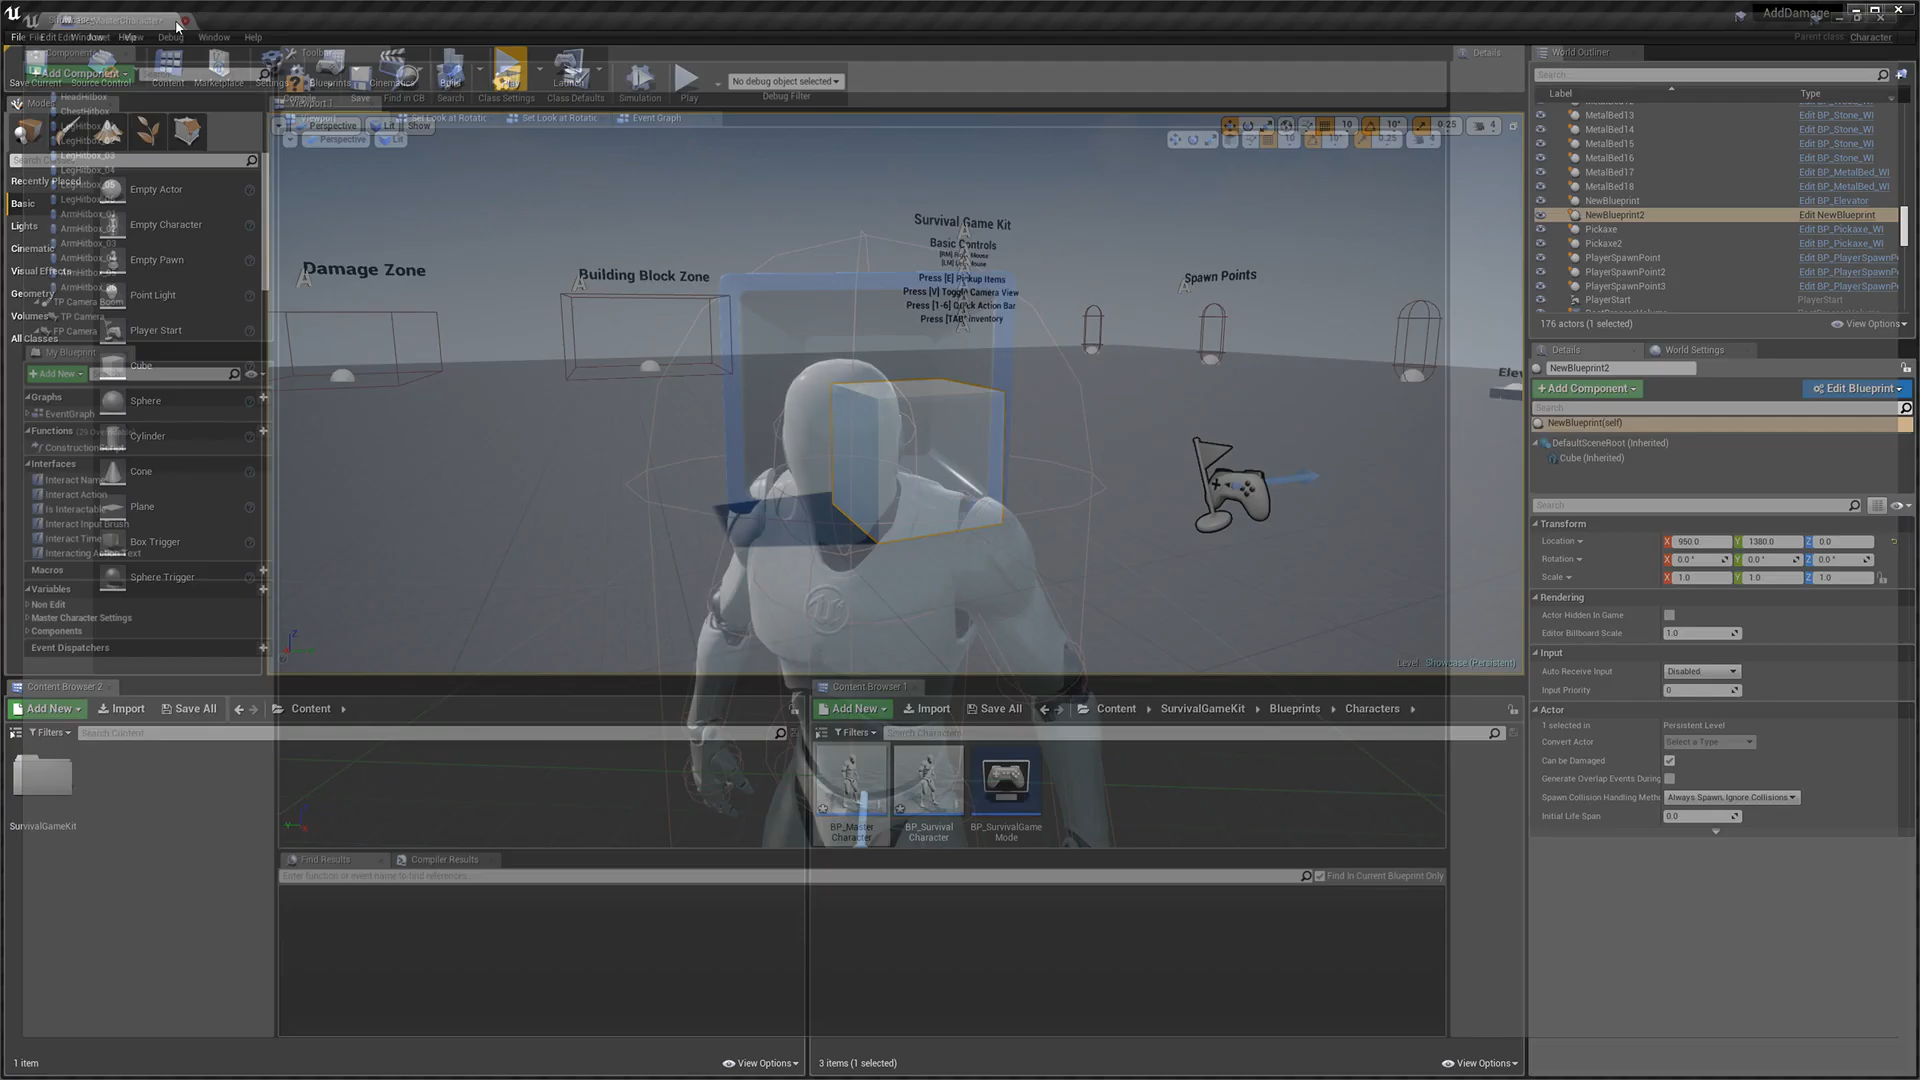 MasterCharacter*
AddDamage
File Edit Window Help
Debug
Window
Help
Parent class: Character
Components
Toolbar
Details
World Outliner
+ Add Component
Save Current
Source Control
Content
Marketplace
Settings
Blueprints
Cinematics
Build
Play
Launch
Compile
Save
Find in CB
Search
Class Settings
Class Defaults
Simulation
Play
No debug object selected
Debug Filter
Search...
Label
Type
Viewport 1
Viewport
Set Look at Rotatic
Set Look at Rotatic
Event Graph
Perspective
Lit
Show
10
10°
0.25
4
Perspective
Lit
HeadHitbox
ChestHitbox
LegHitbox_03
LegHitbox_04
ArmHitbox_01
ArmHitbox_02
ArmHitbox_03
TP Camera Boom
TP Camera
FP Camera
Recently Placed
Basic
Lights
Cinematic
Visual Effects
Geometry
Volumes
All Classes
Empty Actor
Empty Character
Empty Pawn
Point Light
Player Start
Cube
Sphere
Cylinder
Cone
Plane
Box Trigger
Sphere Trigger
My Blueprint
+ Add New
Graphs
EventGraph
Functions
ConstructionScript
Interfaces
Interact Name
Interact Action
Is Interactable
Interact Input Brush
Interact Time
Interacting Action Text
Macros
Variables
Non Edit
Master Character Settings
Components
Event Dispatchers
Damage Zone
Building Block Zone
Survival Game Kit
Basic Controls
Press [E] Pickup Items
Press [V] Toggle Camera View
Press [1-6] Quick Action Bar
Press [TAB] Inventory
Spawn Points
Level: Showcase (Persistent)
MetalBed13 Edit BP_Stone_WI
MetalBed14 Edit BP_Stone_WI
MetalBed15 Edit BP_Stone_WI
MetalBed16 Edit BP_Stone_WI
MetalBed17 Edit BP_MetalBed_WI
MetalBed18 Edit BP_MetalBed_WI
NewBlueprint Edit BP_Elevator
NewBlueprint2 Edit NewBlueprint
Pickaxe Edit BP_Pickaxe_WI
Pickaxe2 Edit BP_Pickaxe_WI
PlayerSpawnPoint Edit BP_PlayerSpawnP
PlayerSpawnPoint2 Edit BP_PlayerSpawnP
PlayerSpawnPoint3 Edit BP_PlayerSpawnP
PlayerStart PlayerStart
176 actors (1 selected)
View Options
Details
World Settings
NewBlueprint2
+ Add Component
Edit Blueprint
Search
NewBlueprint(self)
DefaultSceneRoot (Inherited)
Cube (Inherited)
Search
Transform
Location X 950.0 Y 1380.0 Z 0.0
Rotation X 0.0° Y 0.0° Z 0.0°
Scale X 1.0 Y 1.0 Z 1.0
Rendering
Actor Hidden In Game
Editor Billboard Scale 1.0
Input
Auto Receive Input Disabled
Input Priority 0
Actor
1 selected in Persistent Level
Convert Actor Select a Type
Can be Damaged
Generate Overlap Events During
Spawn Collision Handling Metho Always Spawn, Ignore Collisions
Initial Life Span 0.0
Content Browser 2
Add New
Import
Save All
Content
Filters
Search Content
SurvivalGameKit
1 item
View Options
Content Browser 1
Add New
Import
Save All
Content
SurvivalGameKit
Blueprints
Characters
Filters
Search Characters
BP_Master
Character
BP_Survival
Character
BP_SurvivalGame
Mode
Find Results
Compiler Results
Enter function or event name to find references...
Find In Current Blueprint Only
3 items (1 selected)
View Options